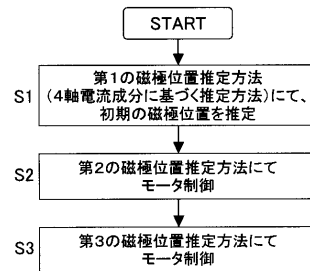 START
S1
第1の磁極位置推定方法
(4軸電流成分に基づく推定方法)にて、
初期の磁極位置を推定
S2
第2の磁極位置推定方法にて
モータ制御
S3
第3の磁極位置推定方法にて
モータ制御